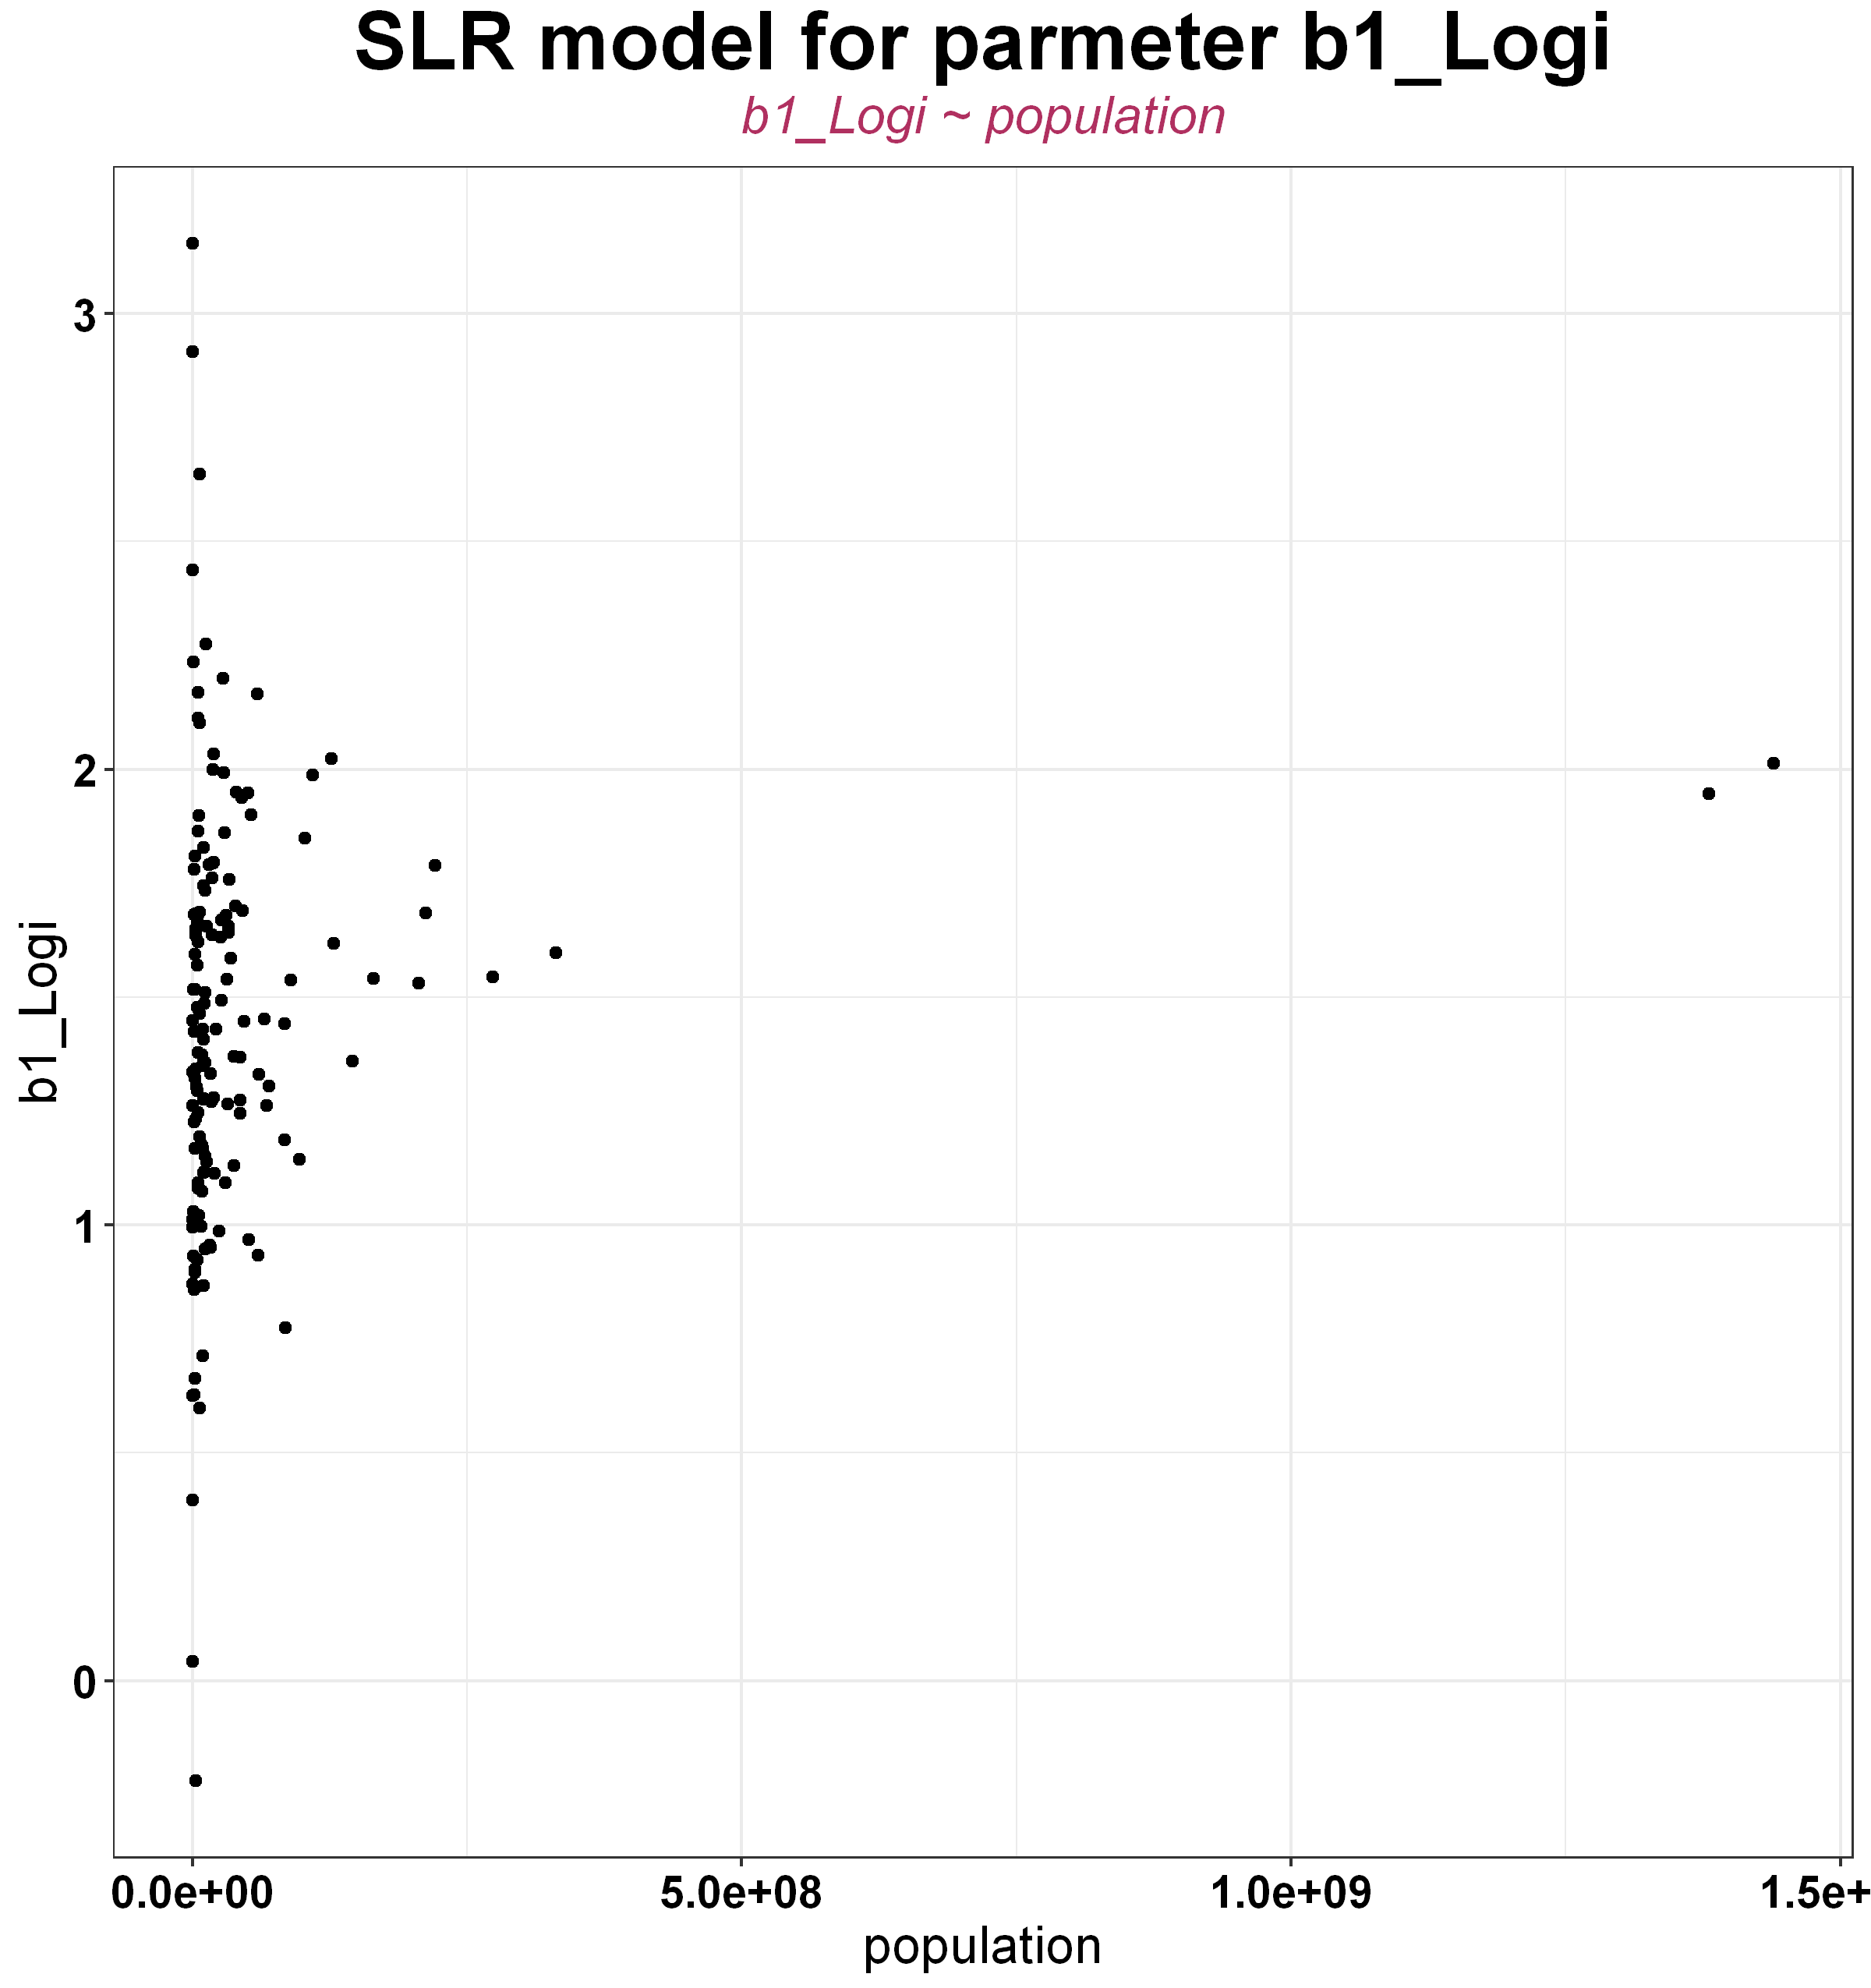 SLR model for parmeter b1_Logi
b1_Logi ~ population
3
2
1
0
b1_Logi
0.0e+00 5.0e+08 1.0e+09 1.5e+
population